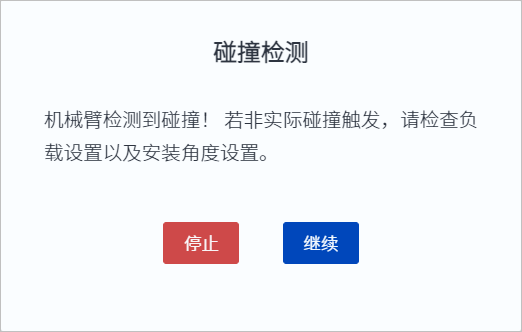 碰撞检测
机械臂检测到碰撞！ 若非实际碰撞触发，请检查负
载设置以及安装角度设置。
停止
继续